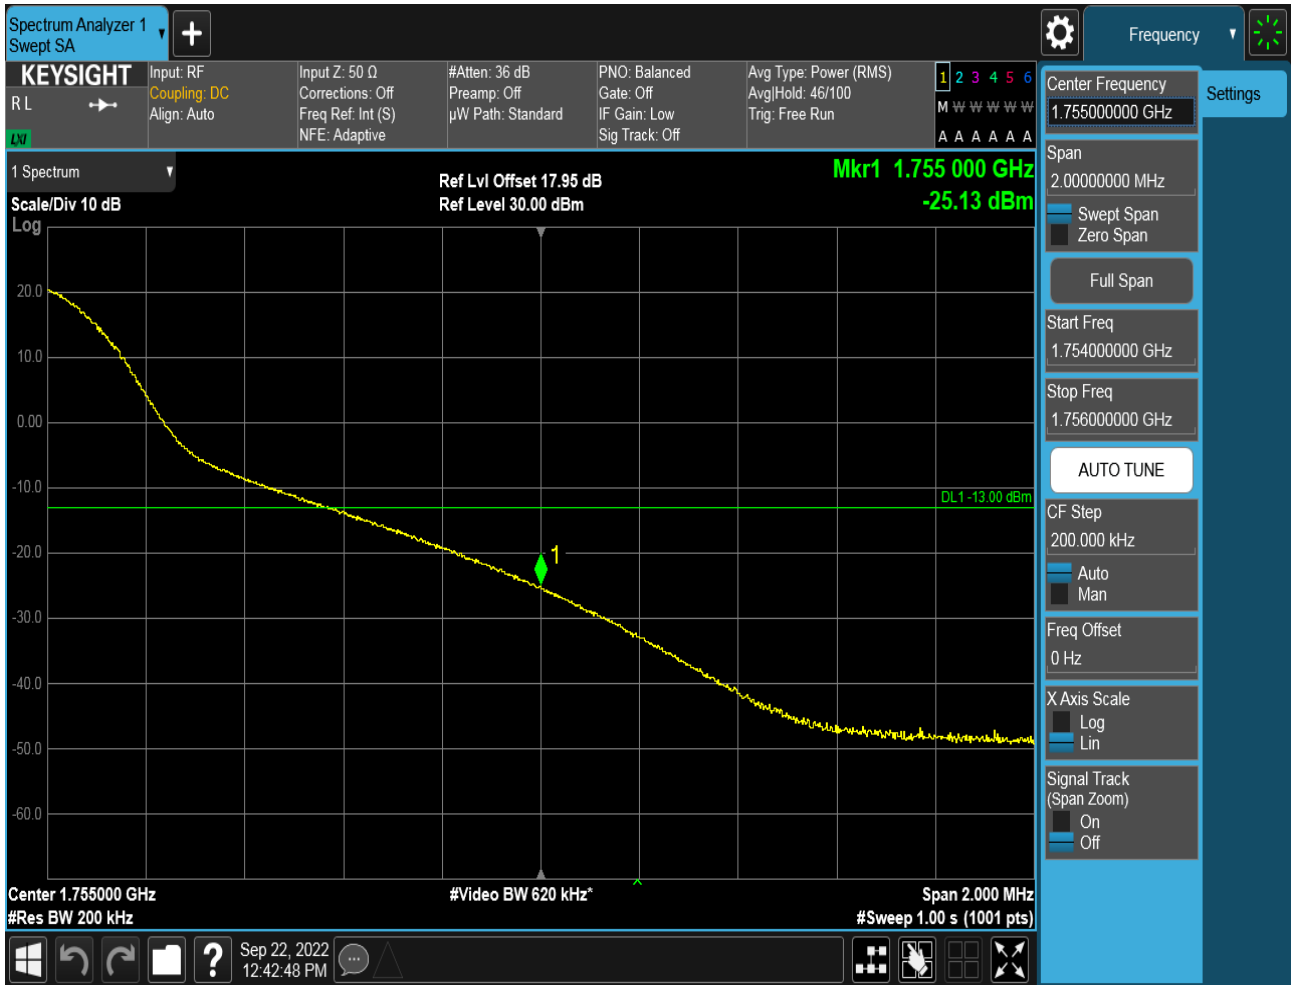 Spectrum Analyzer 1
Swept SA
Frequency
KEYSIGHT
R L
LXI
Input: RF
Coupling: DC
Align: Auto
Input Z: 50 Ω
Corrections: Off
Freq Ref: Int (S)
NFE: Adaptive
#Atten: 36 dB
Preamp: Off
µW Path: Standard
PNO: Balanced
Gate: Off
IF Gain: Low
Sig Track: Off
Avg Type: Power (RMS)
Avg|Hold: 46/100
Trig: Free Run
1 2 3 4 5 6
M W W W W W
A A A A A A
1 Spectrum
Scale/Div 10 dB
Log
Ref Lvl Offset 17.95 dB
Ref Level 30.00 dBm
Mkr1 1.755 000 GHz
-25.13 dBm
20.0
10.0
0.00
-10.0
DL1 -13.00 dBm
-20.0
1
-30.0
-40.0
-50.0
-60.0
Center 1.755000 GHz
#Res BW 200 kHz
#Video BW 620 kHz*
Span 2.000 MHz
#Sweep 1.00 s (1001 pts)
Center Frequency
1.755000000 GHz
Settings
Span
2.00000000 MHz
Swept Span
Zero Span
Full Span
Start Freq
1.754000000 GHz
Stop Freq
1.756000000 GHz
AUTO TUNE
CF Step
200.000 kHz
Auto
Man
Freq Offset
0 Hz
X Axis Scale
Log
Lin
Signal Track
(Span Zoom)
On
Off
?
Sep 22, 2022
12:42:48 PM